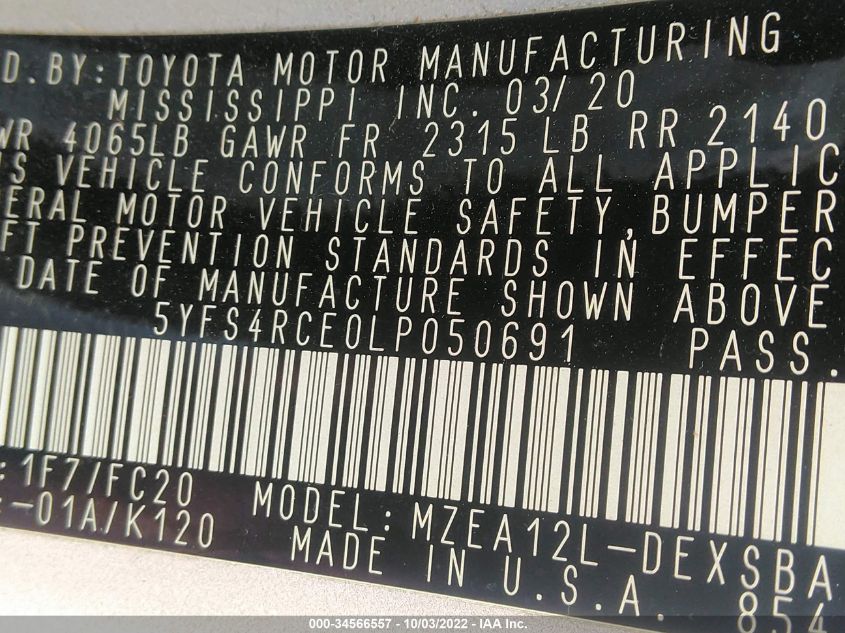 D. BY: TOYOTA MOTOR MANUFACTURING
MISSISSIPPI INC. 03/20
WR 4065LB GAWR FR 2315 LB RR 2140
IS VEHICLE CONFORMS TO ALL APPLIC
ERAL MOTOR VEHICLE SAFETY, BUMPER
FT PREVENTION STANDARDS IN EFFEC
DATE OF MANUFACTURE SHOWN ABOVE
5YFS4RCE0LP050691 PASS.
: 1F7/FC20 MODEL: MZEA12L-DEXSBA
-01A/K120 MADE IN U.S.A. 854
000-34566557 - 10/03/2022 - IAA Inc.